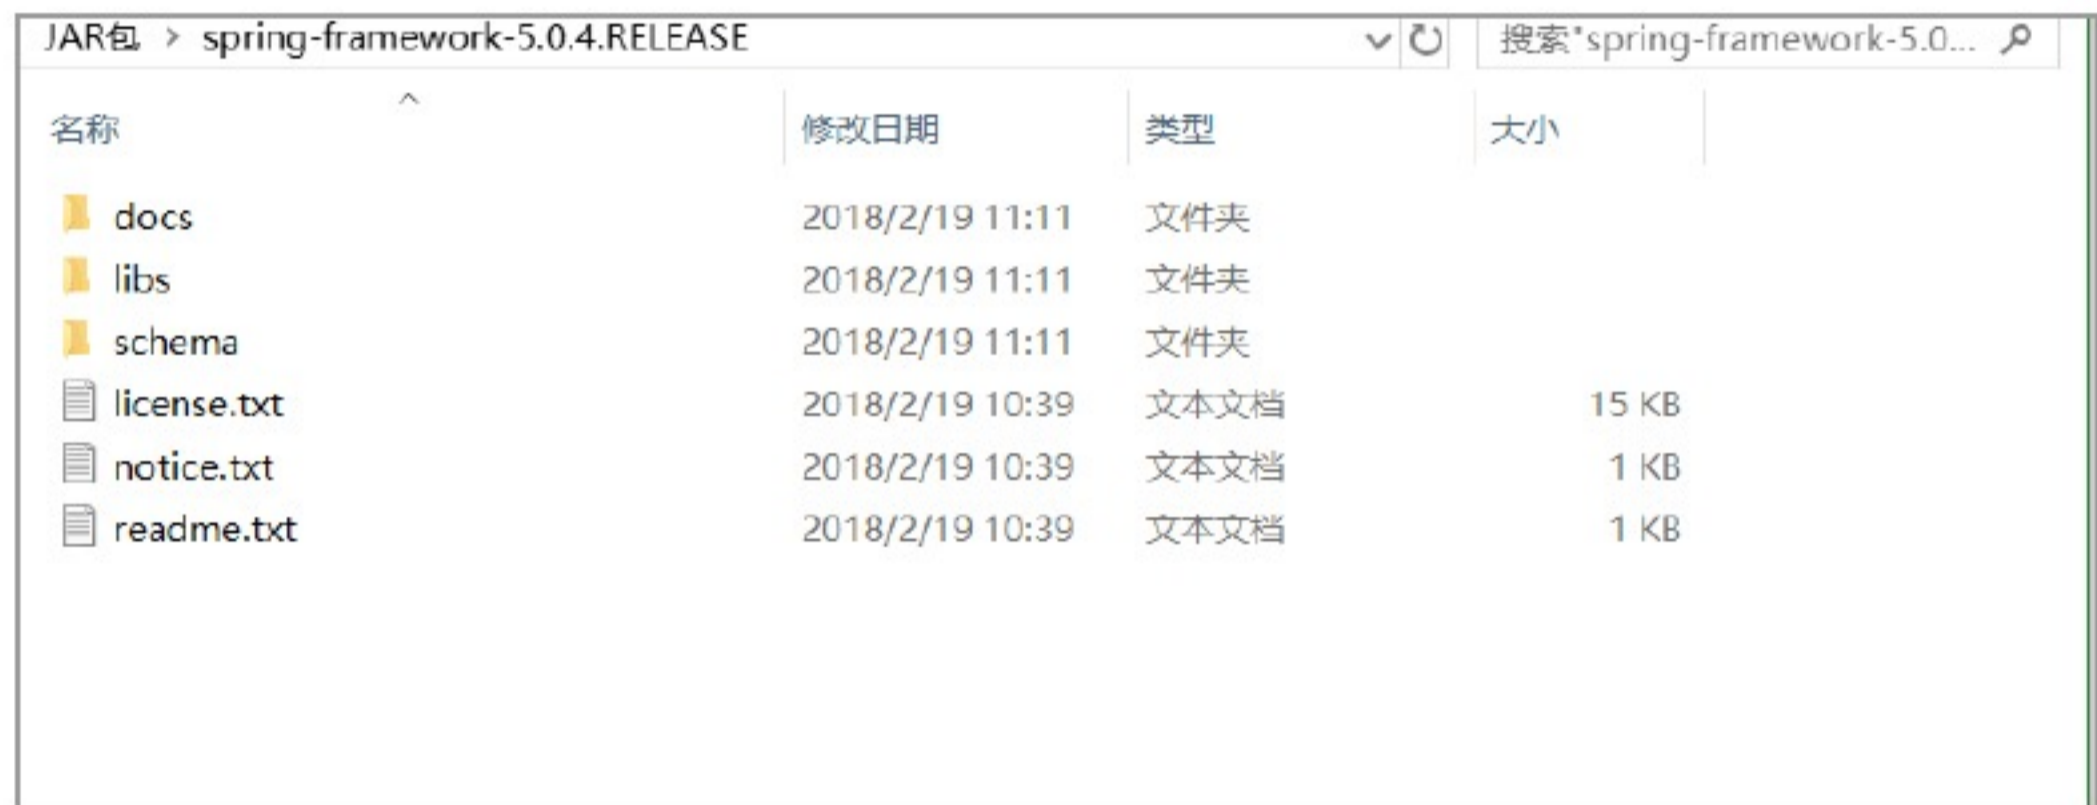 JAR包 > spring-framework-5.0.4.RELEASE 搜索"spring-framework-5.0...
名称 修改日期 类型 大小
docs 2018/2/19 11:11 文件夹
libs 2018/2/19 11:11 文件夹
schema 2018/2/19 11:11 文件夹
license.txt 2018/2/19 10:39 文本文档 15 KB
notice.txt 2018/2/19 10:39 文本文档 1 KB
readme.txt 2018/2/19 10:39 文本文档 1 KB